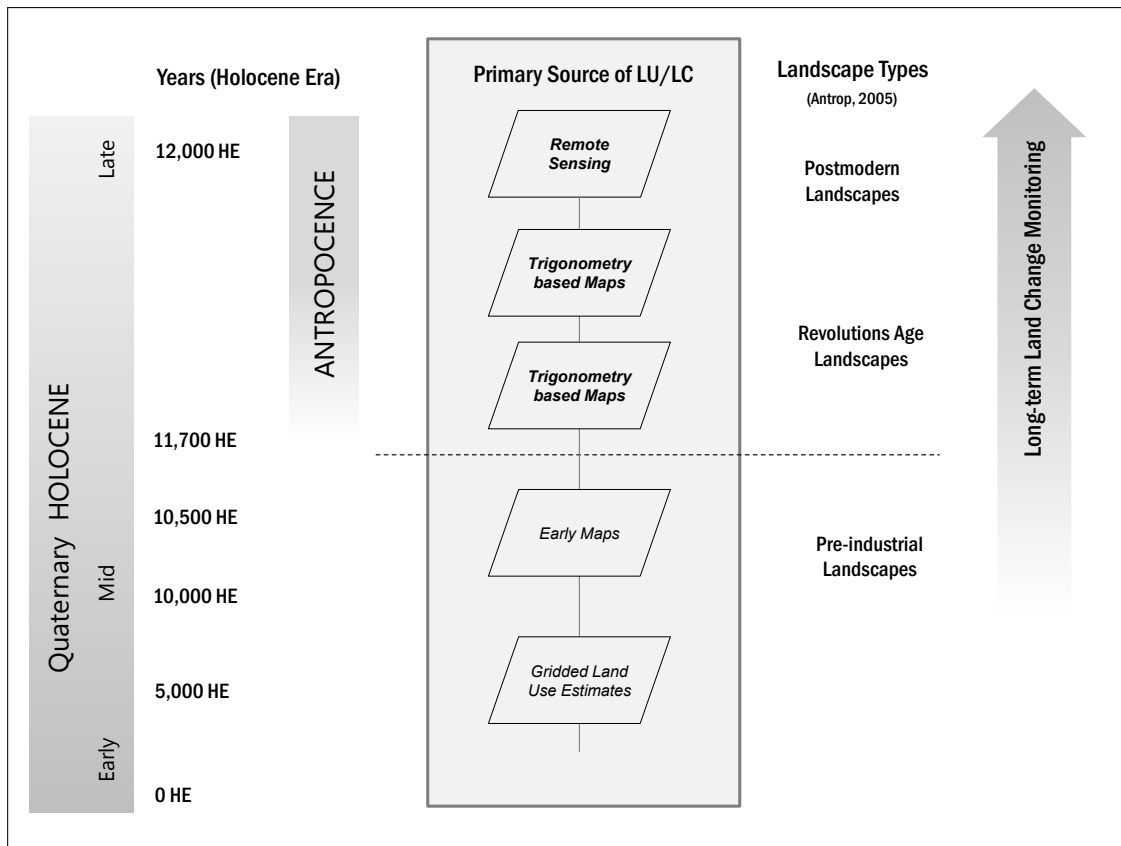 Years (Holocene Era)
Primary Source of LU/LC
Landscape Types
(Antrop, 2005)
Quaternary HOLOCENE
Late
Mid
Early
12,000 HE
11,700 HE
10,500 HE
10,000 HE
5,000 HE
0 HE
ANTROPOCENCE
Remote
Sensing
Trigonometry
based Maps
Trigonometry
based Maps
Early Maps
Gridded Land
Use Estimates
Postmodern
Landscapes
Revolutions Age
Landscapes
Pre-industrial
Landscapes
Long-term Land Change Monitoring